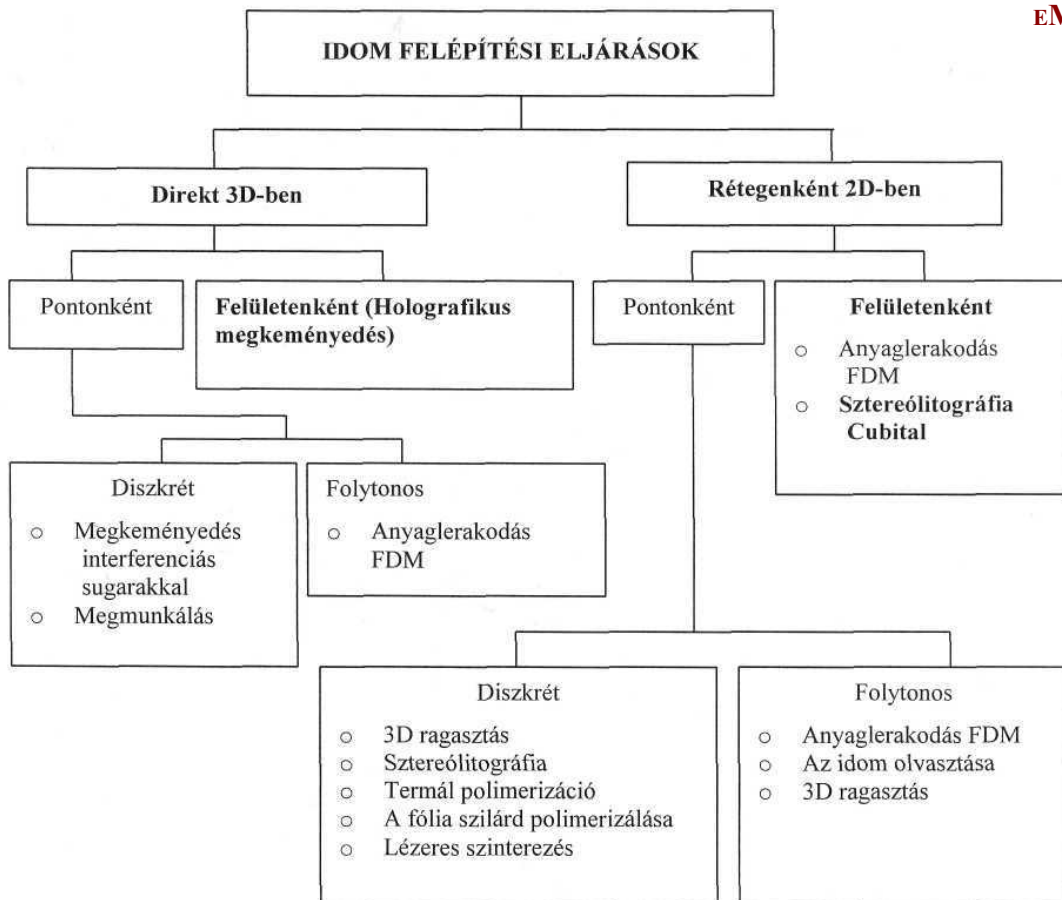 EM
IDOM FELÉPÍTÉSI ELJÁRÁSOK
Direkt 3D-ben
Rétegenként 2D-ben
Pontonként
Felületenként (Holografikus
megkeményedés)
Pontonként
Felületenként
o Anyaglerakodás
FDM
o Sztereólitográfia
Cubital
Diszkrét
o Megkeményedés
interferenciás
sugarakkal
o Megmunkálás
Folytonos
o Anyaglerakodás
FDM
Diszkrét
o 3D ragasztás
o Sztereólitográfia
o Termál polimerizáció
o A fólia szilárd polimerizálása
o Lézeres szinterezés
Folytonos
o Anyaglerakodás FDM
o Az idom olvasztása
o 3D ragasztás